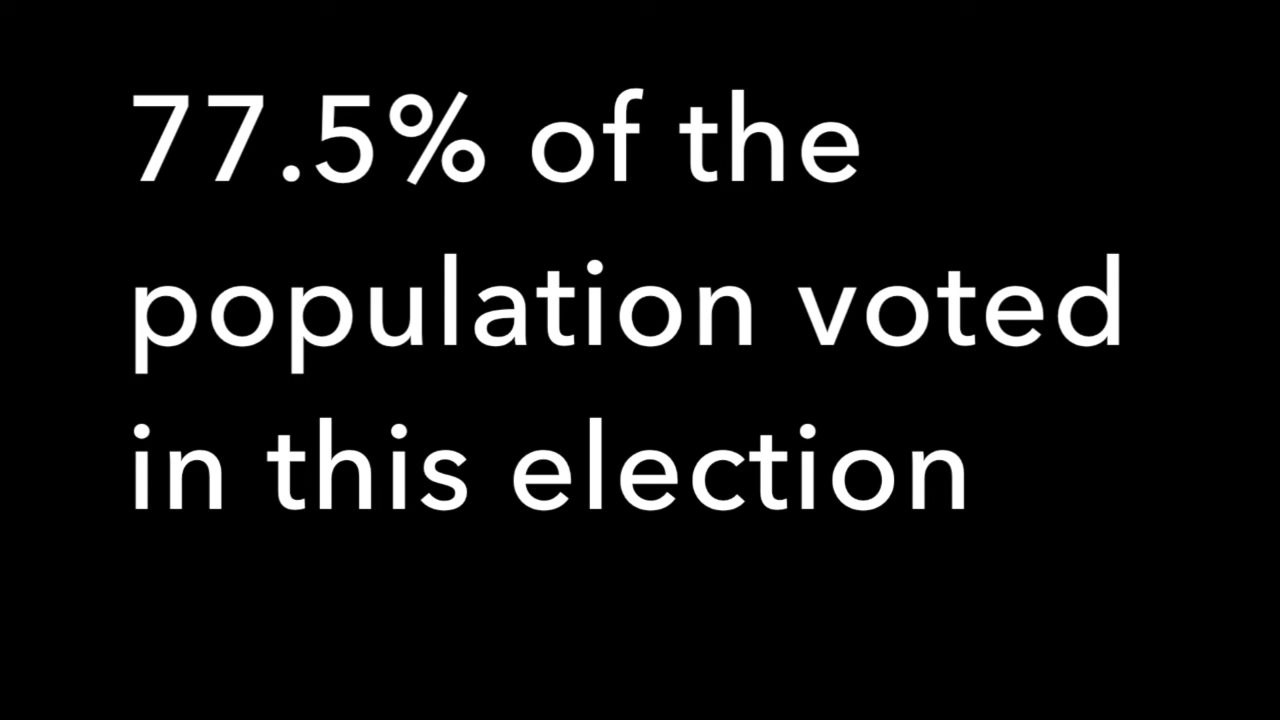 77.5% of the
population voted
in this election